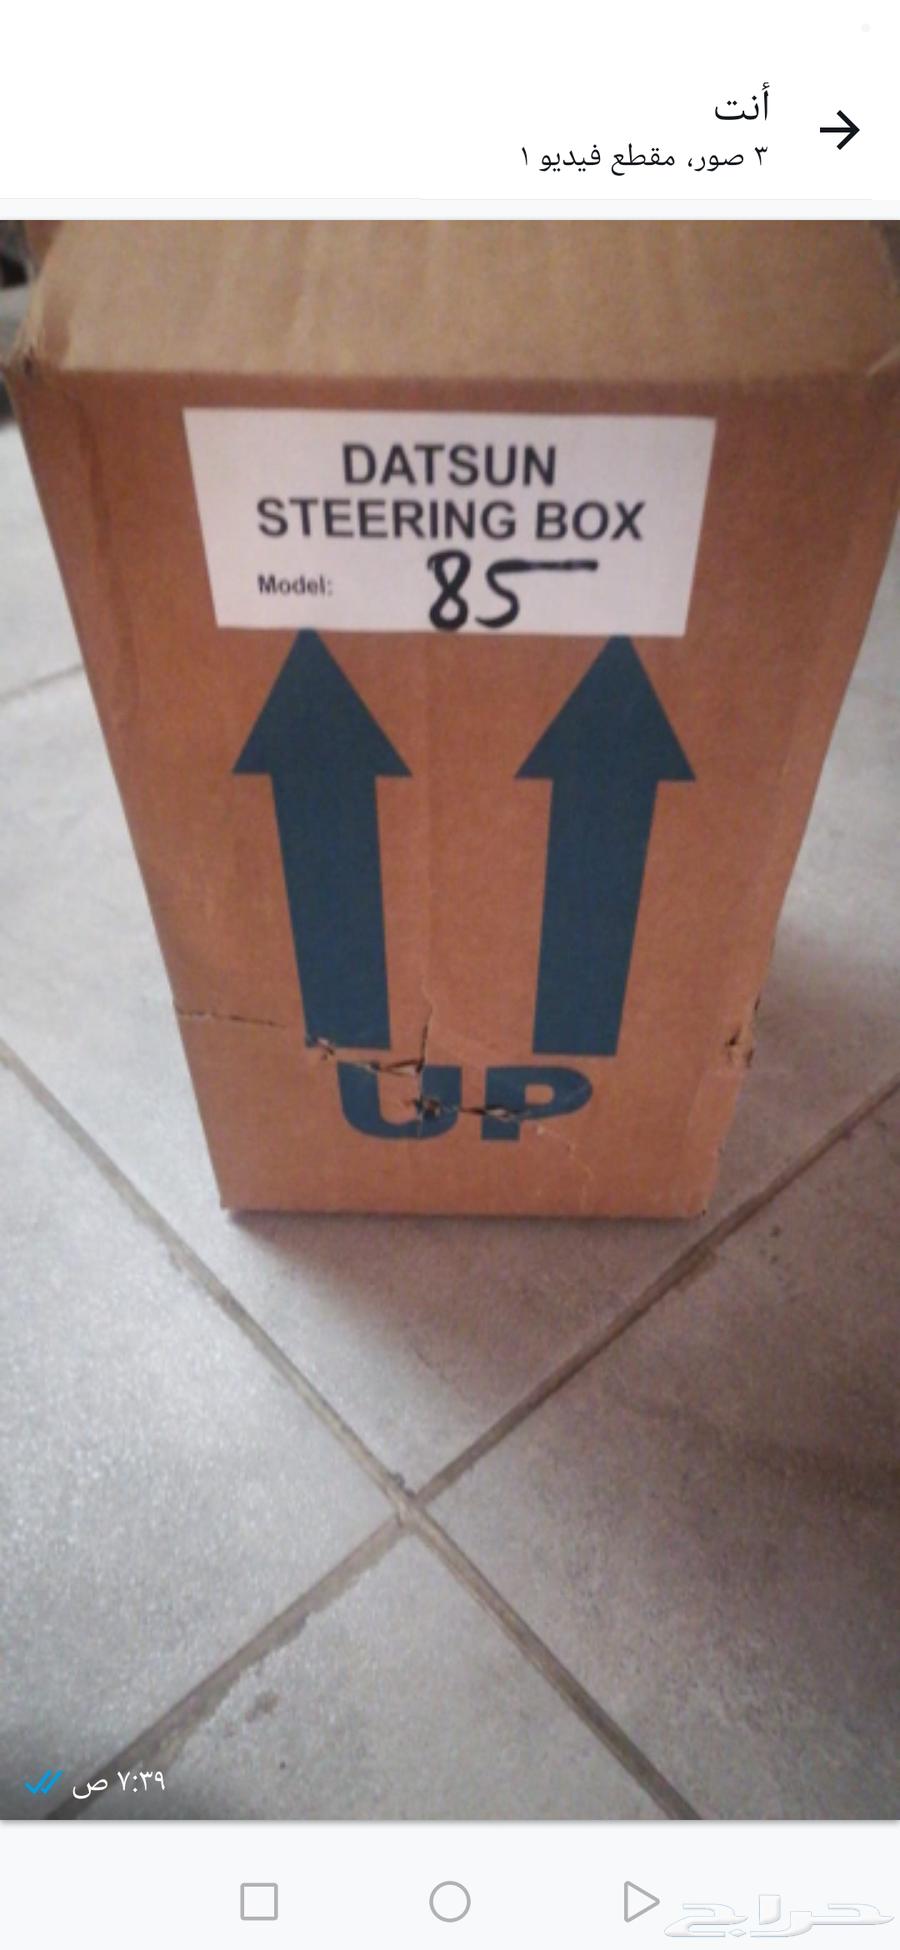 أنت
٣ صور، مقطع فيديو ١
DATSUN
STEERING BOX
Model: 85
UP
٧:٣٩ ص
حراج